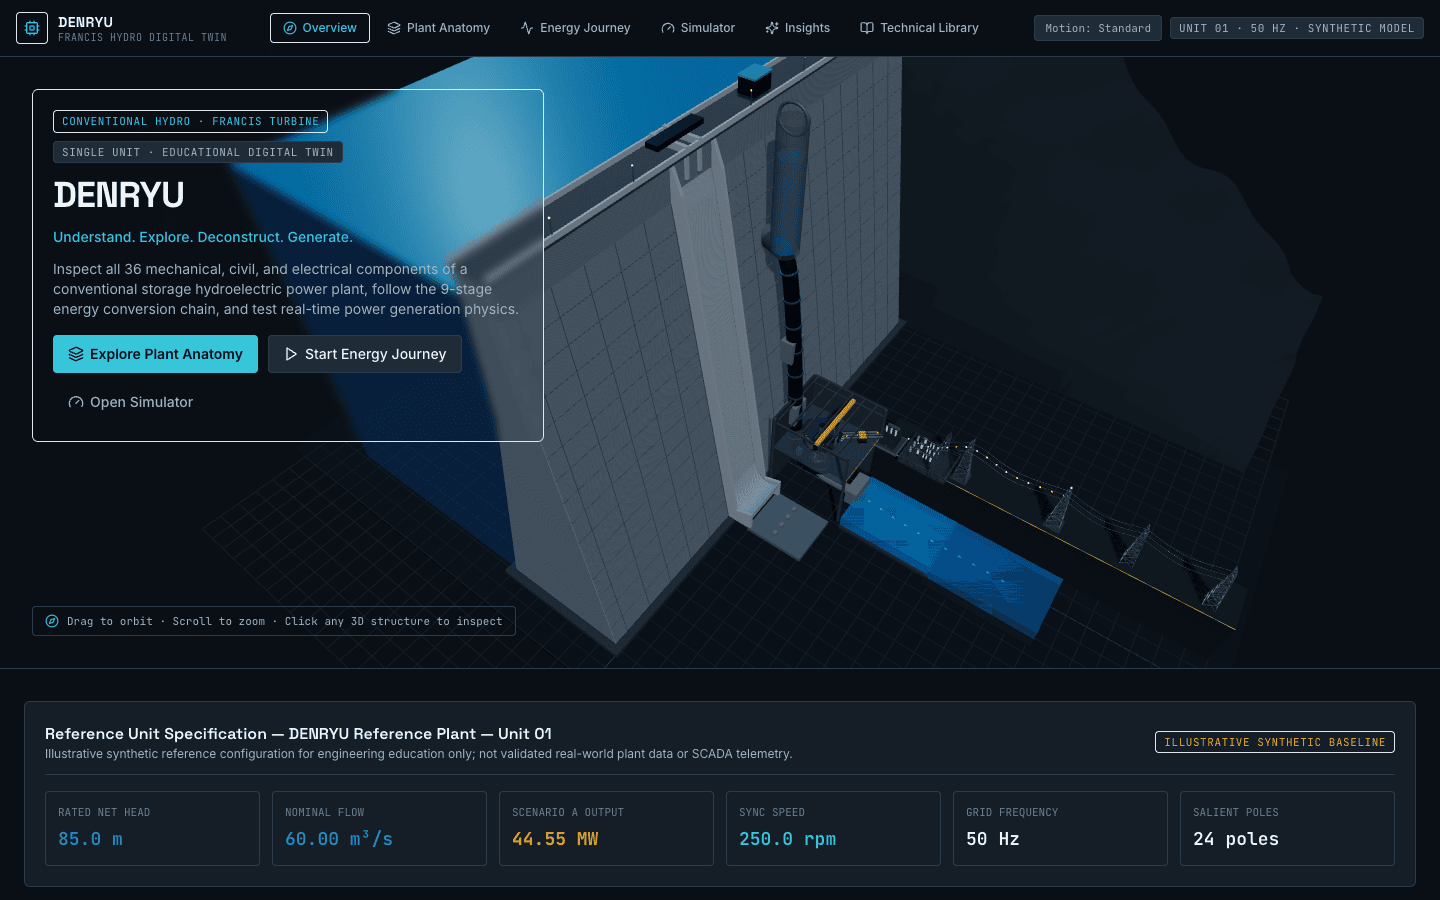 DENRYU
FRANCIS HYDRO DIGITAL TWIN
Overview
Plant Anatomy
Energy Journey
Simulator
Insights
Technical Library
Motion: Standard
UNIT 01 · 50 HZ · SYNTHETIC MODEL
CONVENTIONAL HYDRO · FRANCIS TURBINE
SINGLE UNIT · EDUCATIONAL DIGITAL TWIN
DENRYU
Understand. Explore. Deconstruct. Generate.
Inspect all 36 mechanical, civil, and electrical components of a
conventional storage hydroelectric power plant, follow the 9-stage
energy conversion chain, and test real-time power generation physics.
Explore Plant Anatomy
Start Energy Journey
Open Simulator
Drag to orbit · Scroll to zoom · Click any 3D structure to inspect
Reference Unit Specification — DENRYU Reference Plant — Unit 01
Illustrative synthetic reference configuration for engineering education only; not validated real-world plant data or SCADA telemetry.
ILLUSTRATIVE SYNTHETIC BASELINE
RATED NET HEAD
85.0 m
NOMINAL FLOW
60.00 m³/s
SCENARIO A OUTPUT
44.55 MW
SYNC SPEED
250.0 rpm
GRID FREQUENCY
50 Hz
SALIENT POLES
24 poles